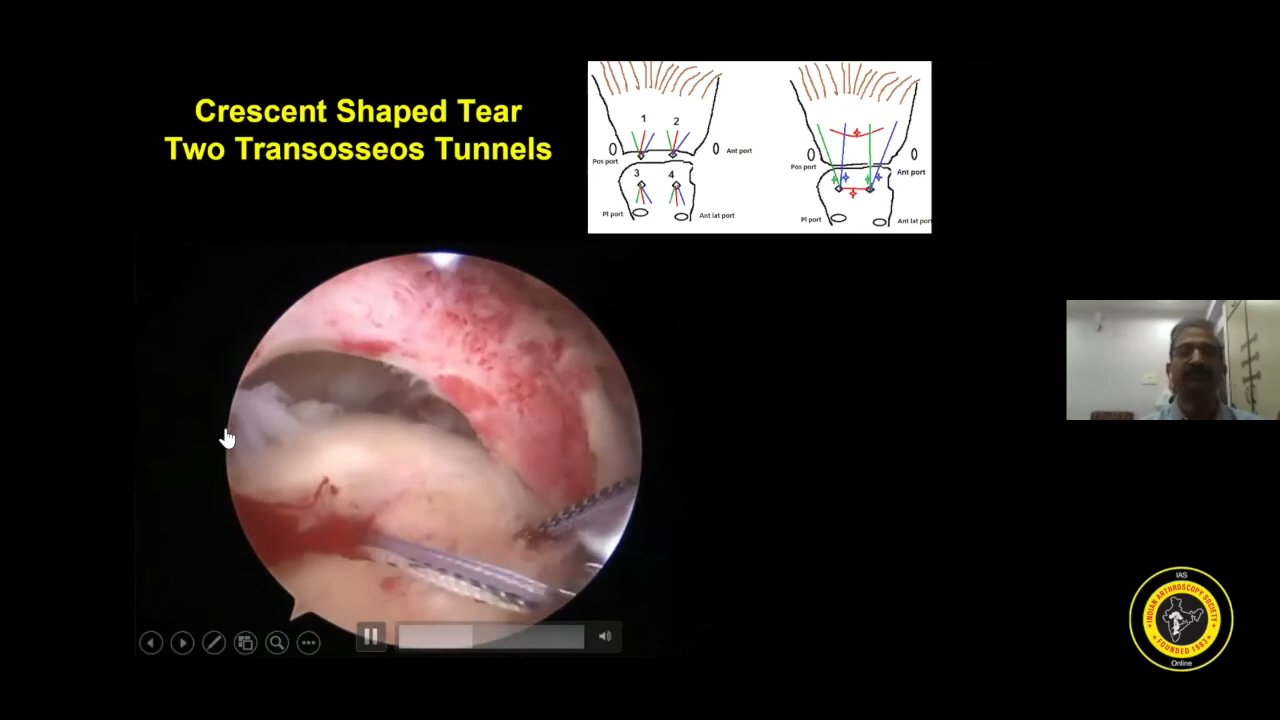 Crescent Shaped Tear
Two Transosseos Tunnels
1 2
Pos port
Ant port
3 4
Pl port
Ant lat port
Pos port
Ant port
Pl port
Ant lat port
IAS
INDIAN ARTHROSCOPY SOCIETY
FOUNDED 1983
Online